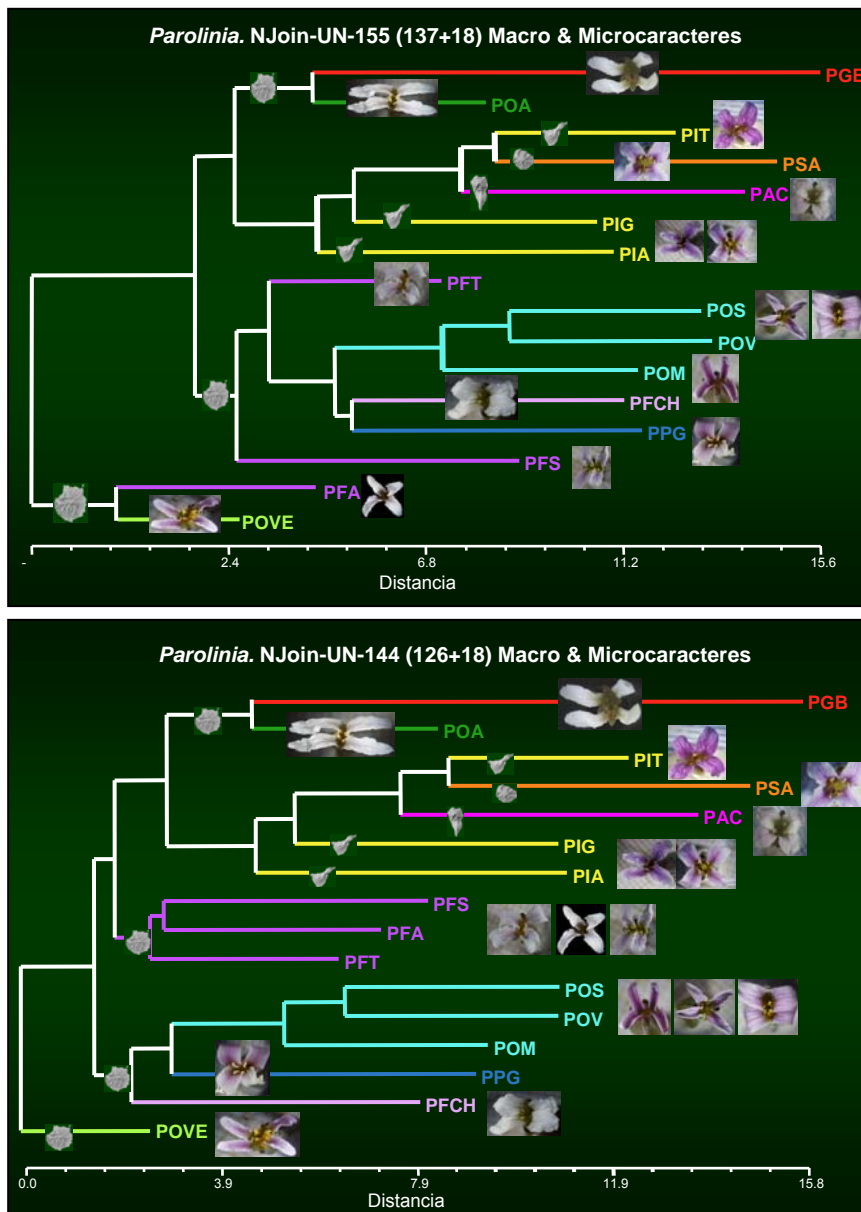 Parolinia. NJoin-UN-155 (137+18) Macro & Microcaracteres
PGB
POA
PIT
PSA
PAC
PIG
PIA
PFT
POS
POV
POM
PFCH
PPG
PFS
PFA
POVE
- 2.4 6.8 11.2 15.6
Distancia
Parolinia. NJoin-UN-144 (126+18) Macro & Microcaracteres
PGB
POA
PIT
PSA
PAC
PIG
PIA
PFS
PFA
PFT
POS
POV
POM
PPG
PFCH
POVE
0.0 3.9 7.9 11.9 15.8
Distancia